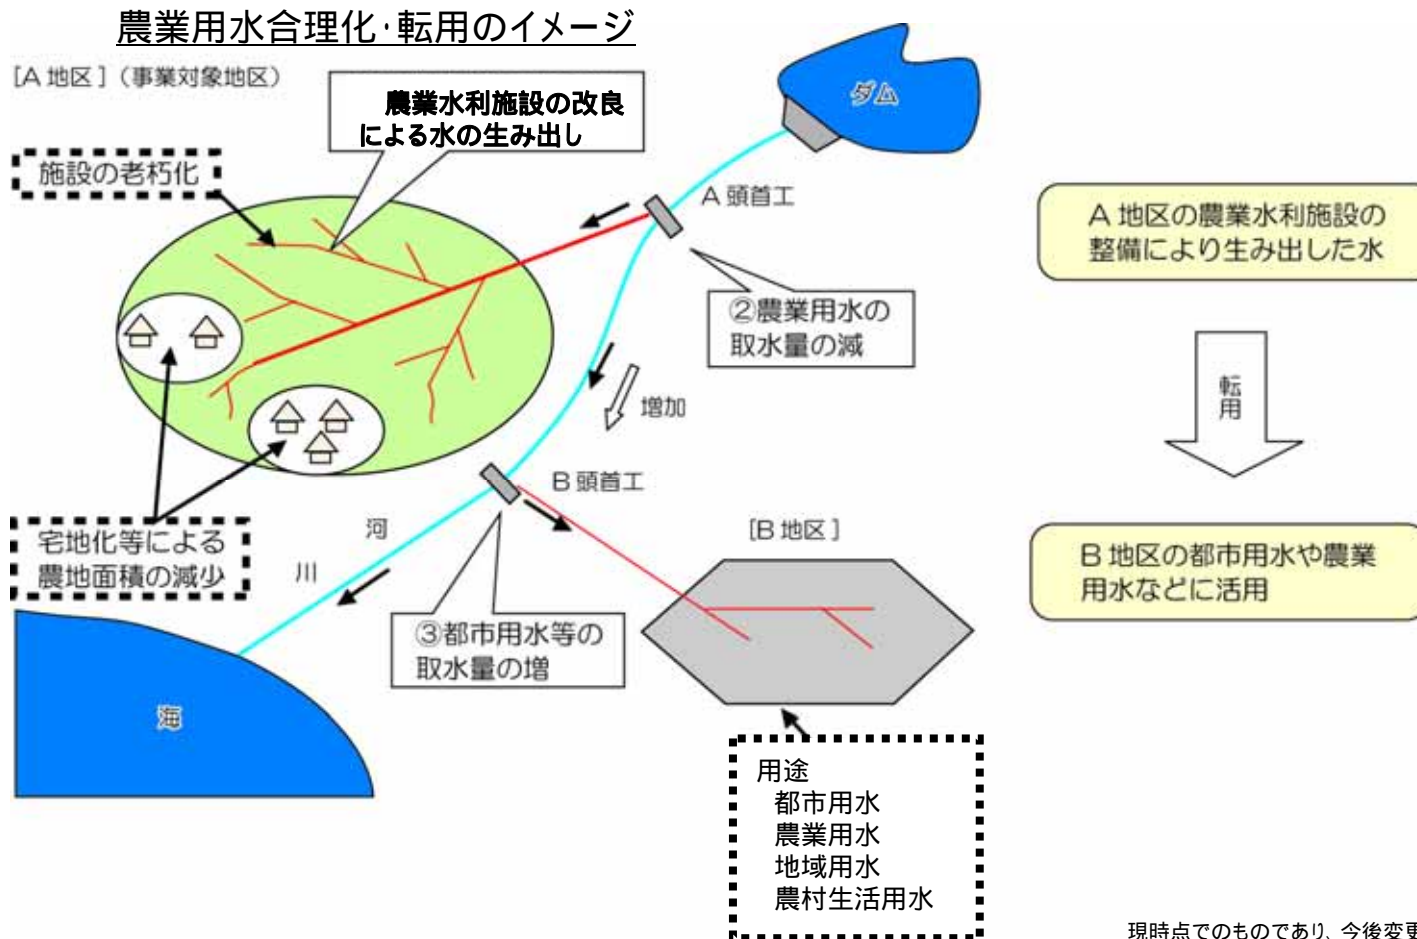 農業用水合理化・転用のイメージ
[A 地区]（事業対象地区）
農業水利施設の改良
による水の生み出し
ダム
施設の老朽化
A 頭首工
A 地区の農業水利施設の
整備により生み出した水
②農業用水の
取水量の減
転用
増加
B 頭首工
[B 地区]
河
川
宅地化等による
農地面積の減少
B 地区の都市用水や農業
用水などに活用
③都市用水等の
取水量の増
海
用途
都市用水
農業用水
地域用水
農村生活用水
現時点でのものであり、今後変更